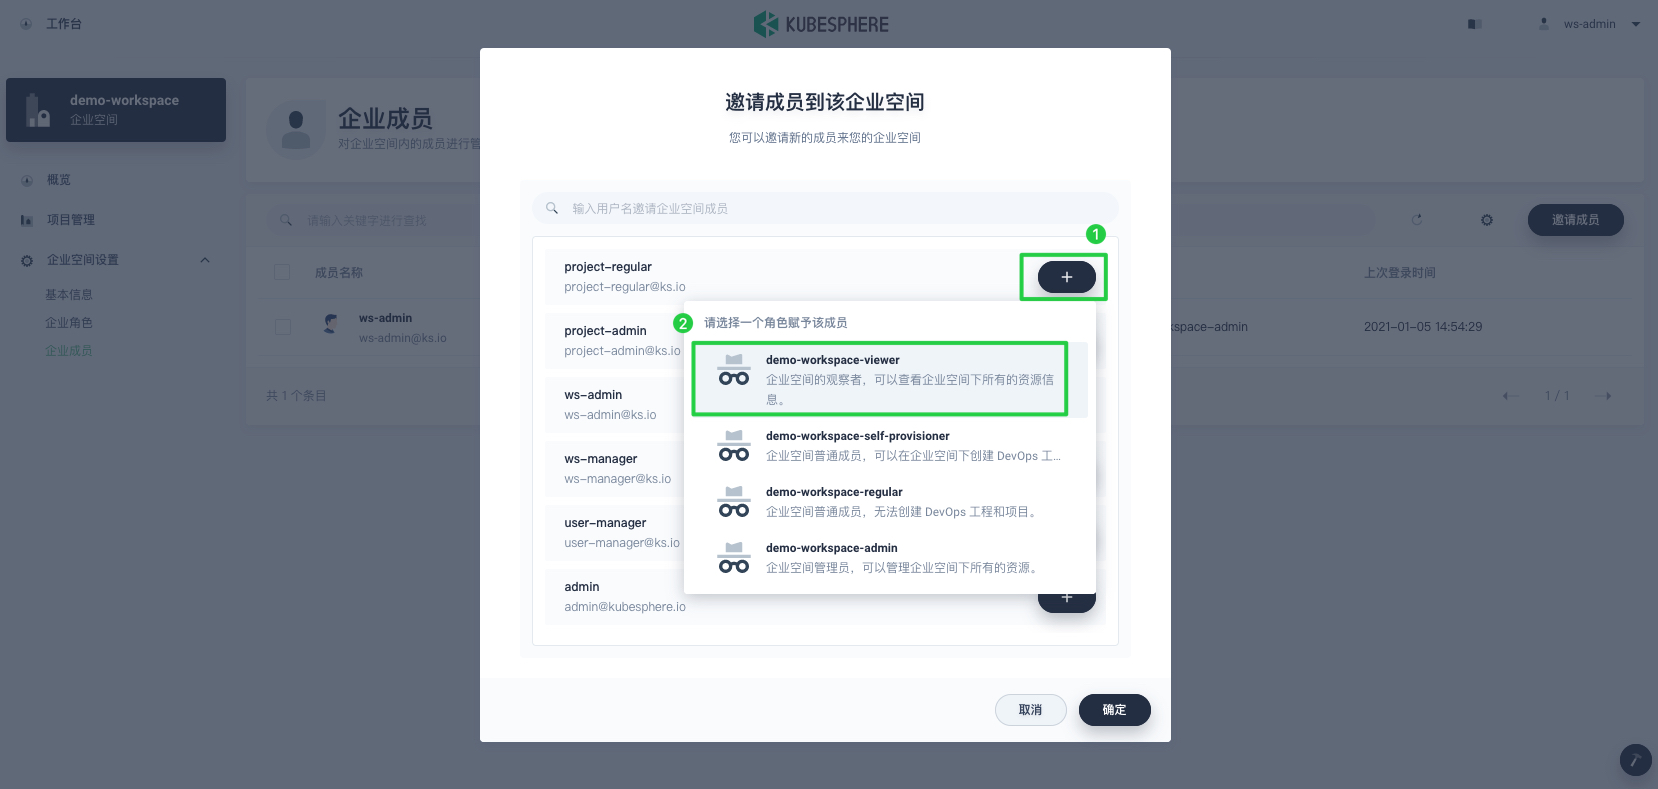 工作台
KUBESPHERE
ws-admin
demo-workspace
企业空间
概览
项目管理
企业空间设置
基本信息
企业角色
企业成员
企业成员
对企业空间内的成员进行管
请输入关键字进行查找
邀请成员
成员名称
上次登录时间
ws-admin
ws-admin@ks.io
kspace-admin
2021-01-05 14:54:29
共 1 个条目
1 / 1
邀请成员到该企业空间
您可以邀请新的成员来您的企业空间
输入用户名邀请企业空间成员
1
project-regular
project-regular@ks.io
project-admin
project-admin@ks.io
ws-admin
ws-admin@ks.io
ws-manager
ws-manager@ks.io
user-manager
user-manager@ks.io
admin
admin@kubesphere.io
2 请选择一个角色赋予该成员
demo-workspace-viewer
企业空间的观察者，可以查看企业空间下所有的资源信
息。
demo-workspace-self-provisioner
企业空间普通成员，可以在企业空间下创建 DevOps 工...
demo-workspace-regular
企业空间普通成员，无法创建 DevOps 工程和项目。
demo-workspace-admin
企业空间管理员，可以管理企业空间下所有的资源。
取消
确定